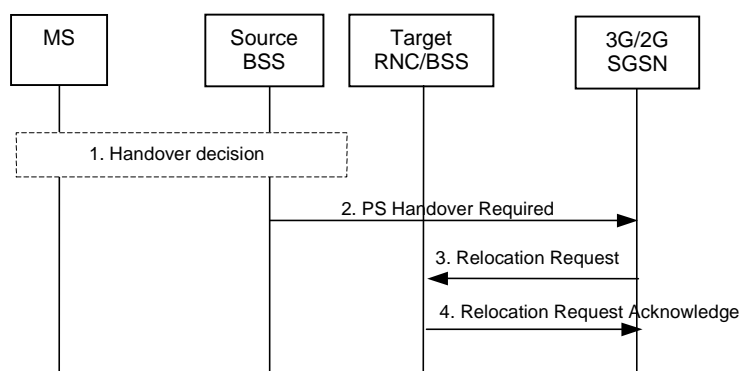 MS
Source
BSS
Target
RNC/BSS
3G/2G
SGSN
1. Handover decision
2. PS Handover Required
3. Relocation Request
4. Relocation Request Acknowledge